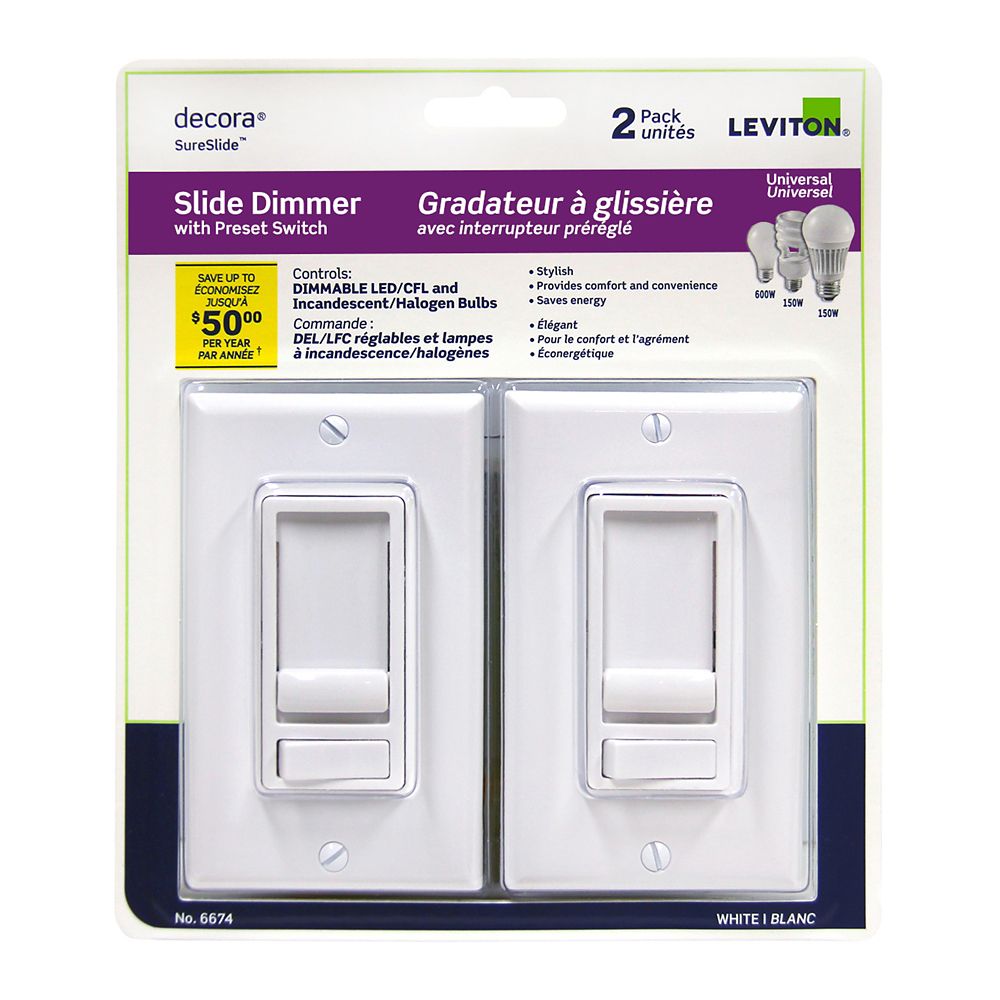 decora®
SureSlide™
2 Pack
unités
LEVITON®
Slide Dimmer
with Preset Switch
Gradateur à glissière
avec interrupteur préréglé
Universal
Universel
600W
150W
150W
SAVE UP TO
ÉCONOMISEZ
JUSQU'À
$5000
PER YEAR
PAR ANNÉE †
Controls:
DIMMABLE LED/CFL and
Incandescent/Halogen Bulbs
Commande :
DEL/LFC réglables et lampes
à incandescence/halogènes
• Stylish
• Provides comfort and convenience
• Saves energy
• Élégant
• Pour le confort et l'agrément
• Éconergétique
No. 6674
WHITE | BLANC